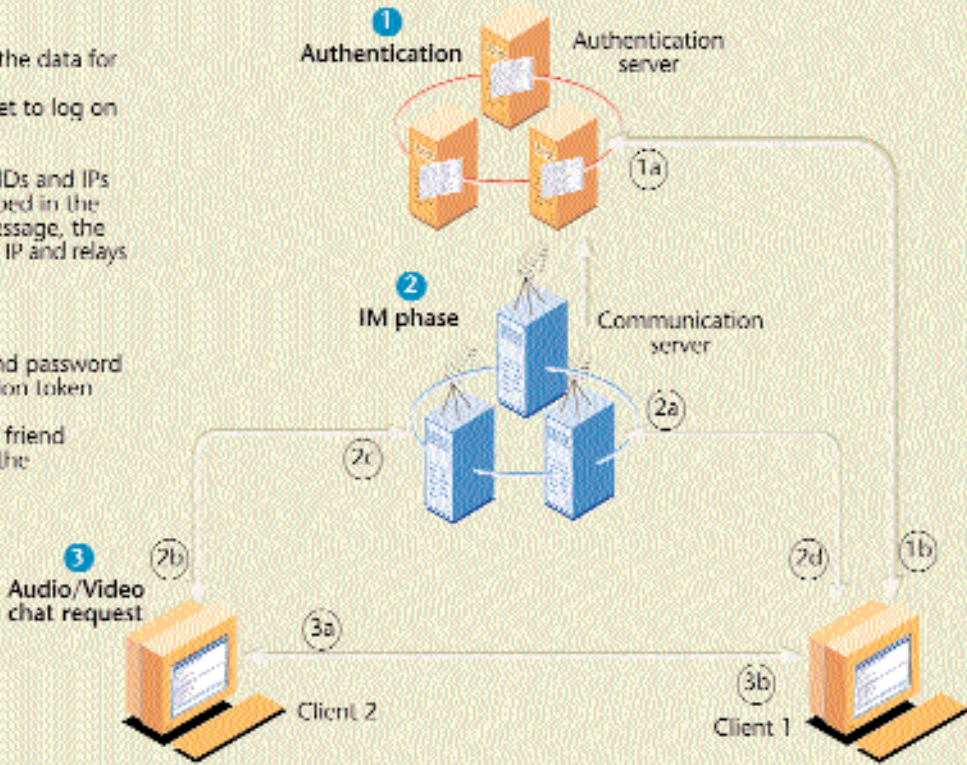 the data for
et to log on
IDs and IPs
bed in the
essage, the
IP and relays
nd password
ion token
friend
the
1
Authentication
Authentication
server
1a
2
IM phase
Communication
server
2a
2c
3
Audio/Video
chat request
2b
2d
1b
3a
3b
Client 2
Client 1